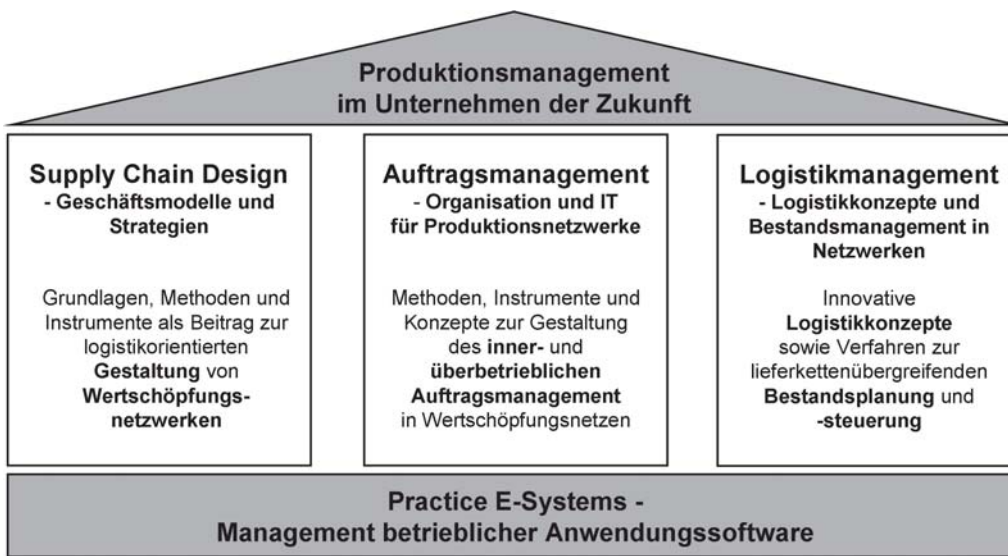 Produktionsmanagement
im Unternehmen der Zukunft
Supply Chain Design
- Geschäftsmodelle und
Strategien
Grundlagen, Methoden und
Instrumente als Beitrag zur
logistikorientierten
Gestaltung von
Wertschöpfungs-
netzwerken
Auftragsmanagement
- Organisation und IT
für Produktionsnetzwerke
Methoden, Instrumente und
Konzepte zur Gestaltung
des inner- und
überbetrieblichen
Auftragsmanagement
in Wertschöpfungsnetzen
Logistikmanagement
- Logistikkonzepte und
Bestandsmanagement in
Netzwerken
Innovative
Logistikkonzepte
sowie Verfahren zur
lieferkettenübergreifenden
Bestandsplanung und
-steuerung
Practice E-Systems -
Management betrieblicher Anwendungssoftware